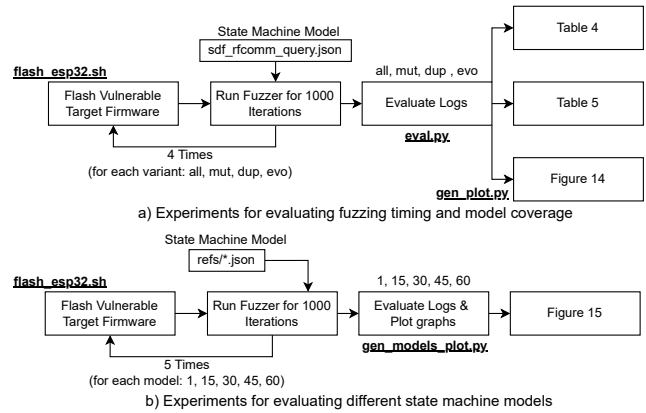 State Machine Model
sdf_rfcomm_query.json
flash_esp32.sh
Flash Vulnerable
Target Firmware
Run Fuzzer for 1000
Iterations
all, mut, dup , evo
Evaluate Logs
eval.py
Table 4
Table 5
gen_plot.py
Figure 14
4 Times
(for each variant: all, mut, dup, evo)
a) Experiments for evaluating fuzzing timing and model coverage
State Machine Model
refs/*.json
flash_esp32.sh
Flash Vulnerable
Target Firmware
Run Fuzzer for 1000
Iterations
1, 15, 30, 45, 60
Evaluate Logs &
Plot graphs
gen_models_plot.py
Figure 15
5 Times
(for each model: 1, 15, 30, 45, 60)
b) Experiments for evaluating different state machine models